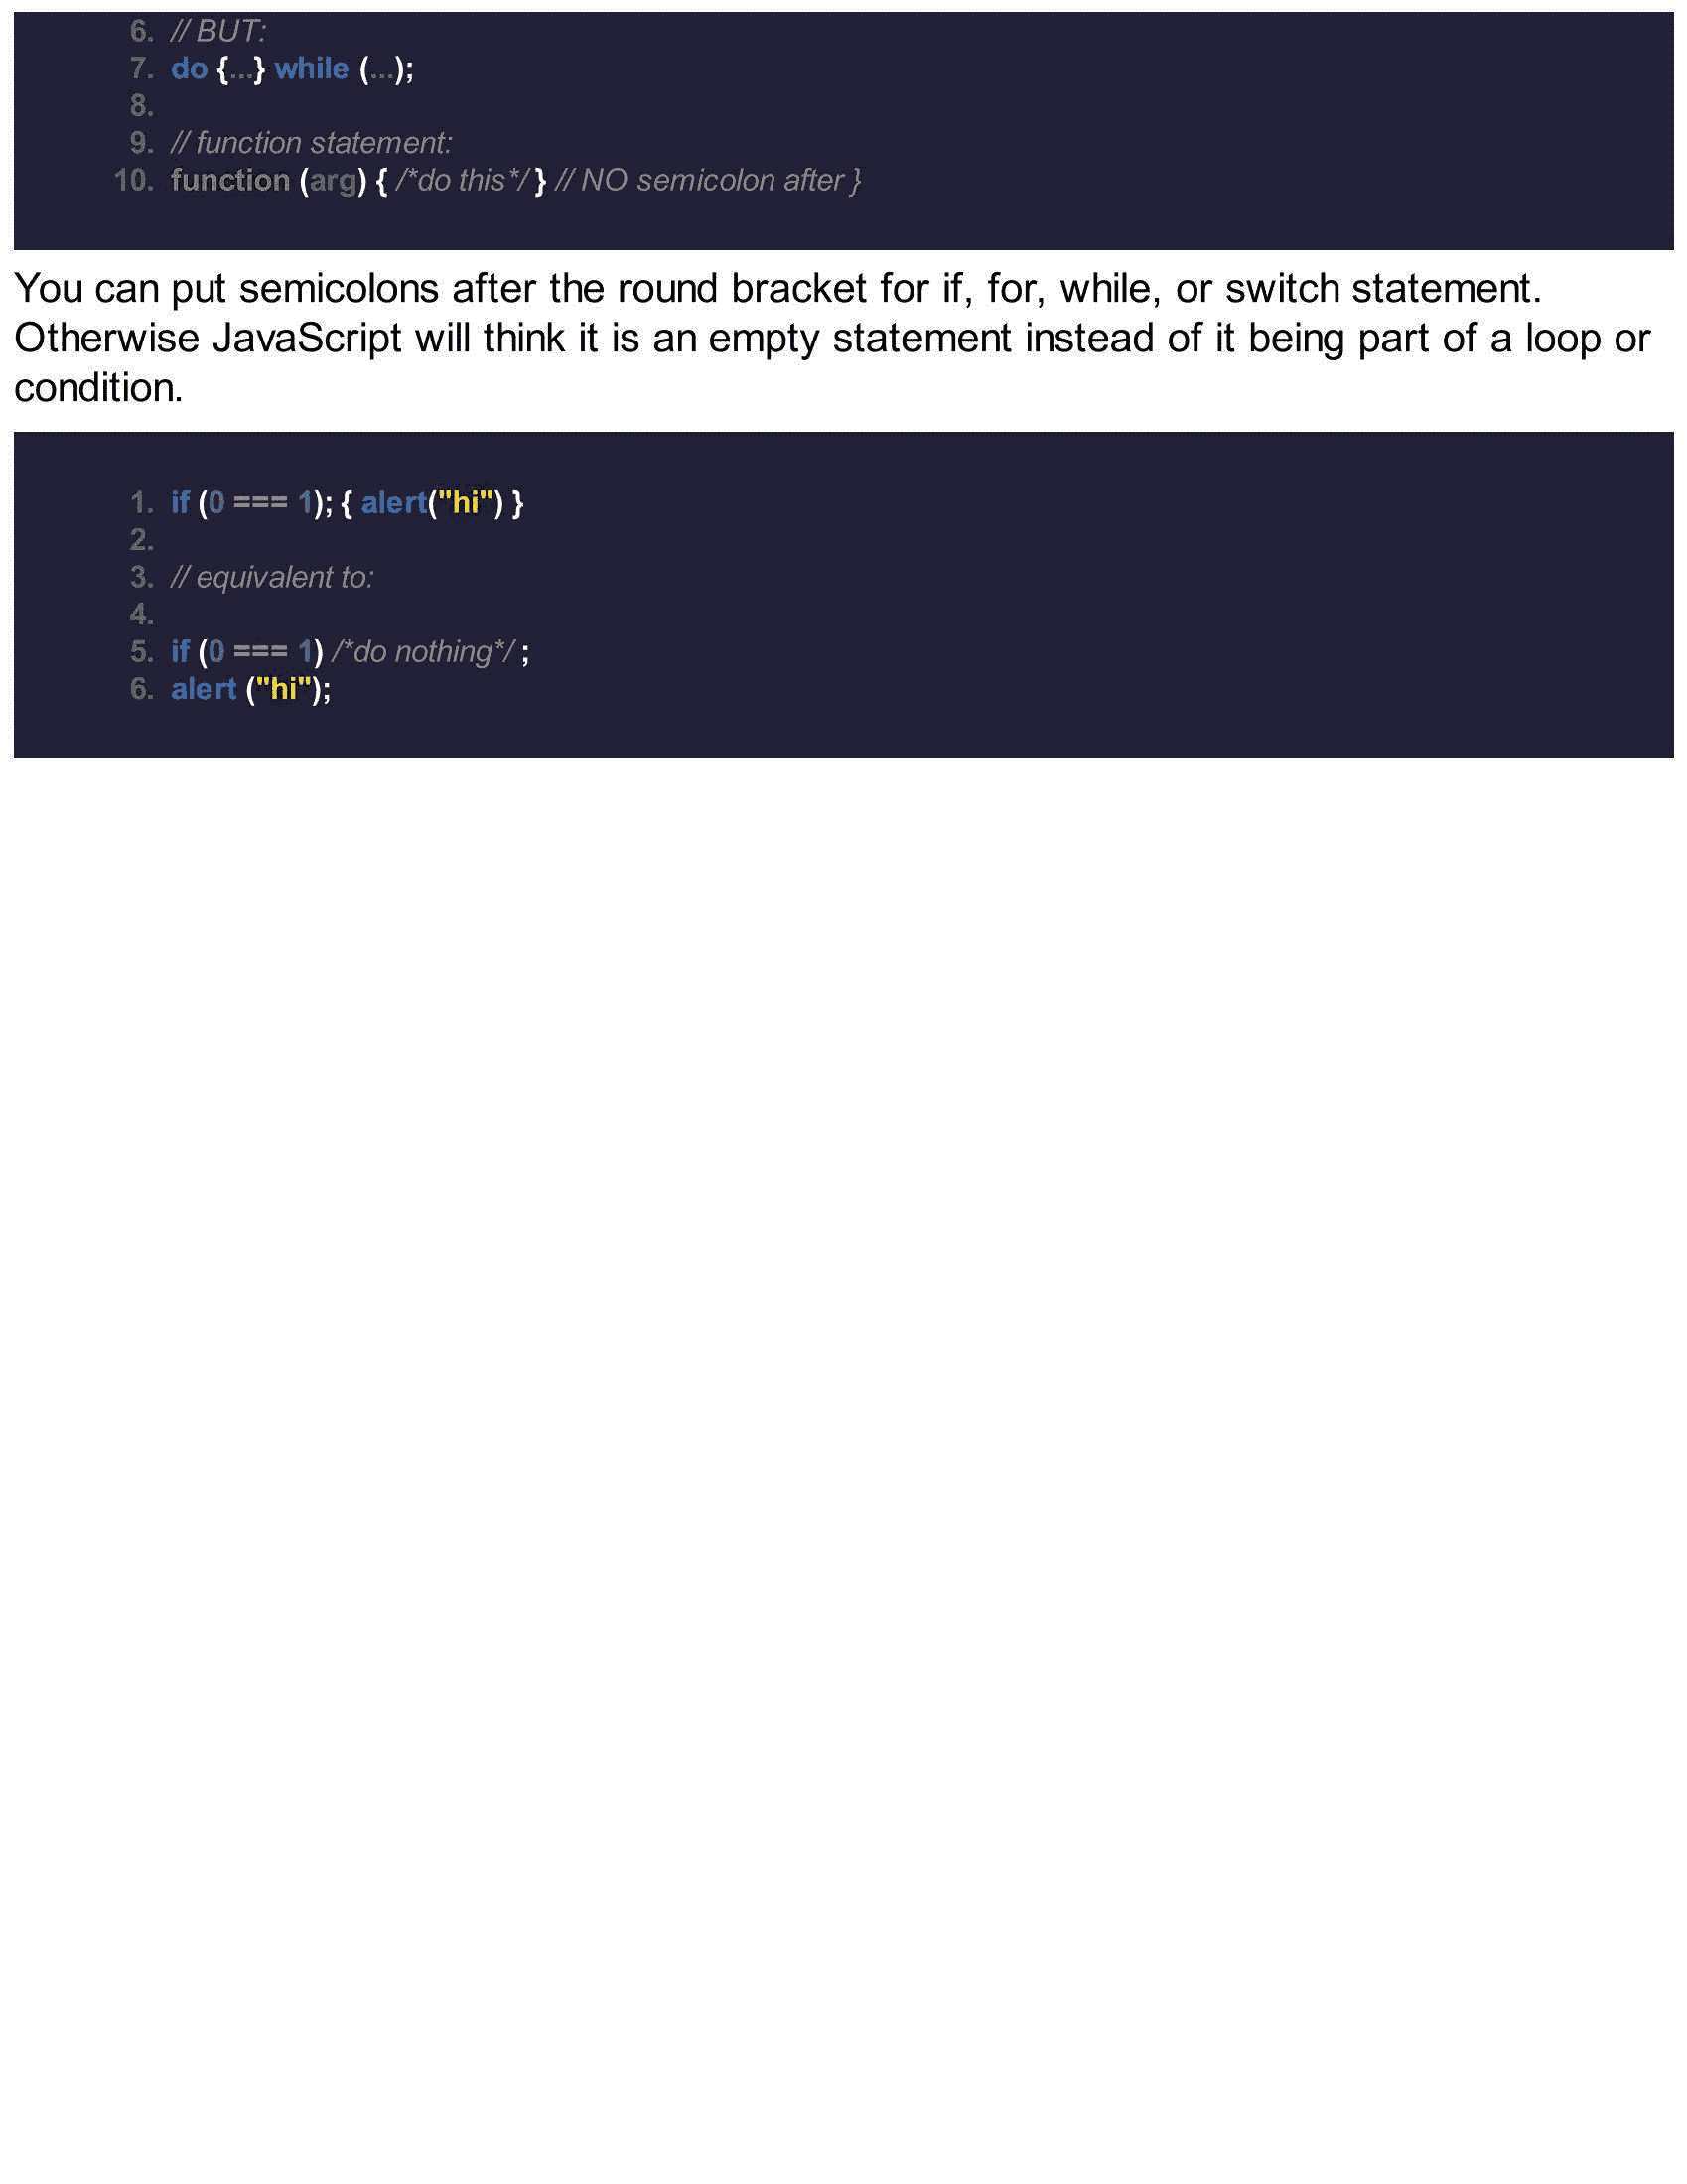 6. // BUT:
7. do {...} while (...);
8.
9. // function statement:
10. function (arg) { /*do this*/ } // NO semicolon after }
You can put semicolons after the round bracket for if, for, while, or switch statement.
Otherwise JavaScript will think it is an empty statement instead of it being part of a loop or
condition.
1. if (0 === 1); { alert("hi") }
2.
3. // equivalent to:
4.
5. if (0 === 1) /*do nothing*/ ;
6. alert ("hi");